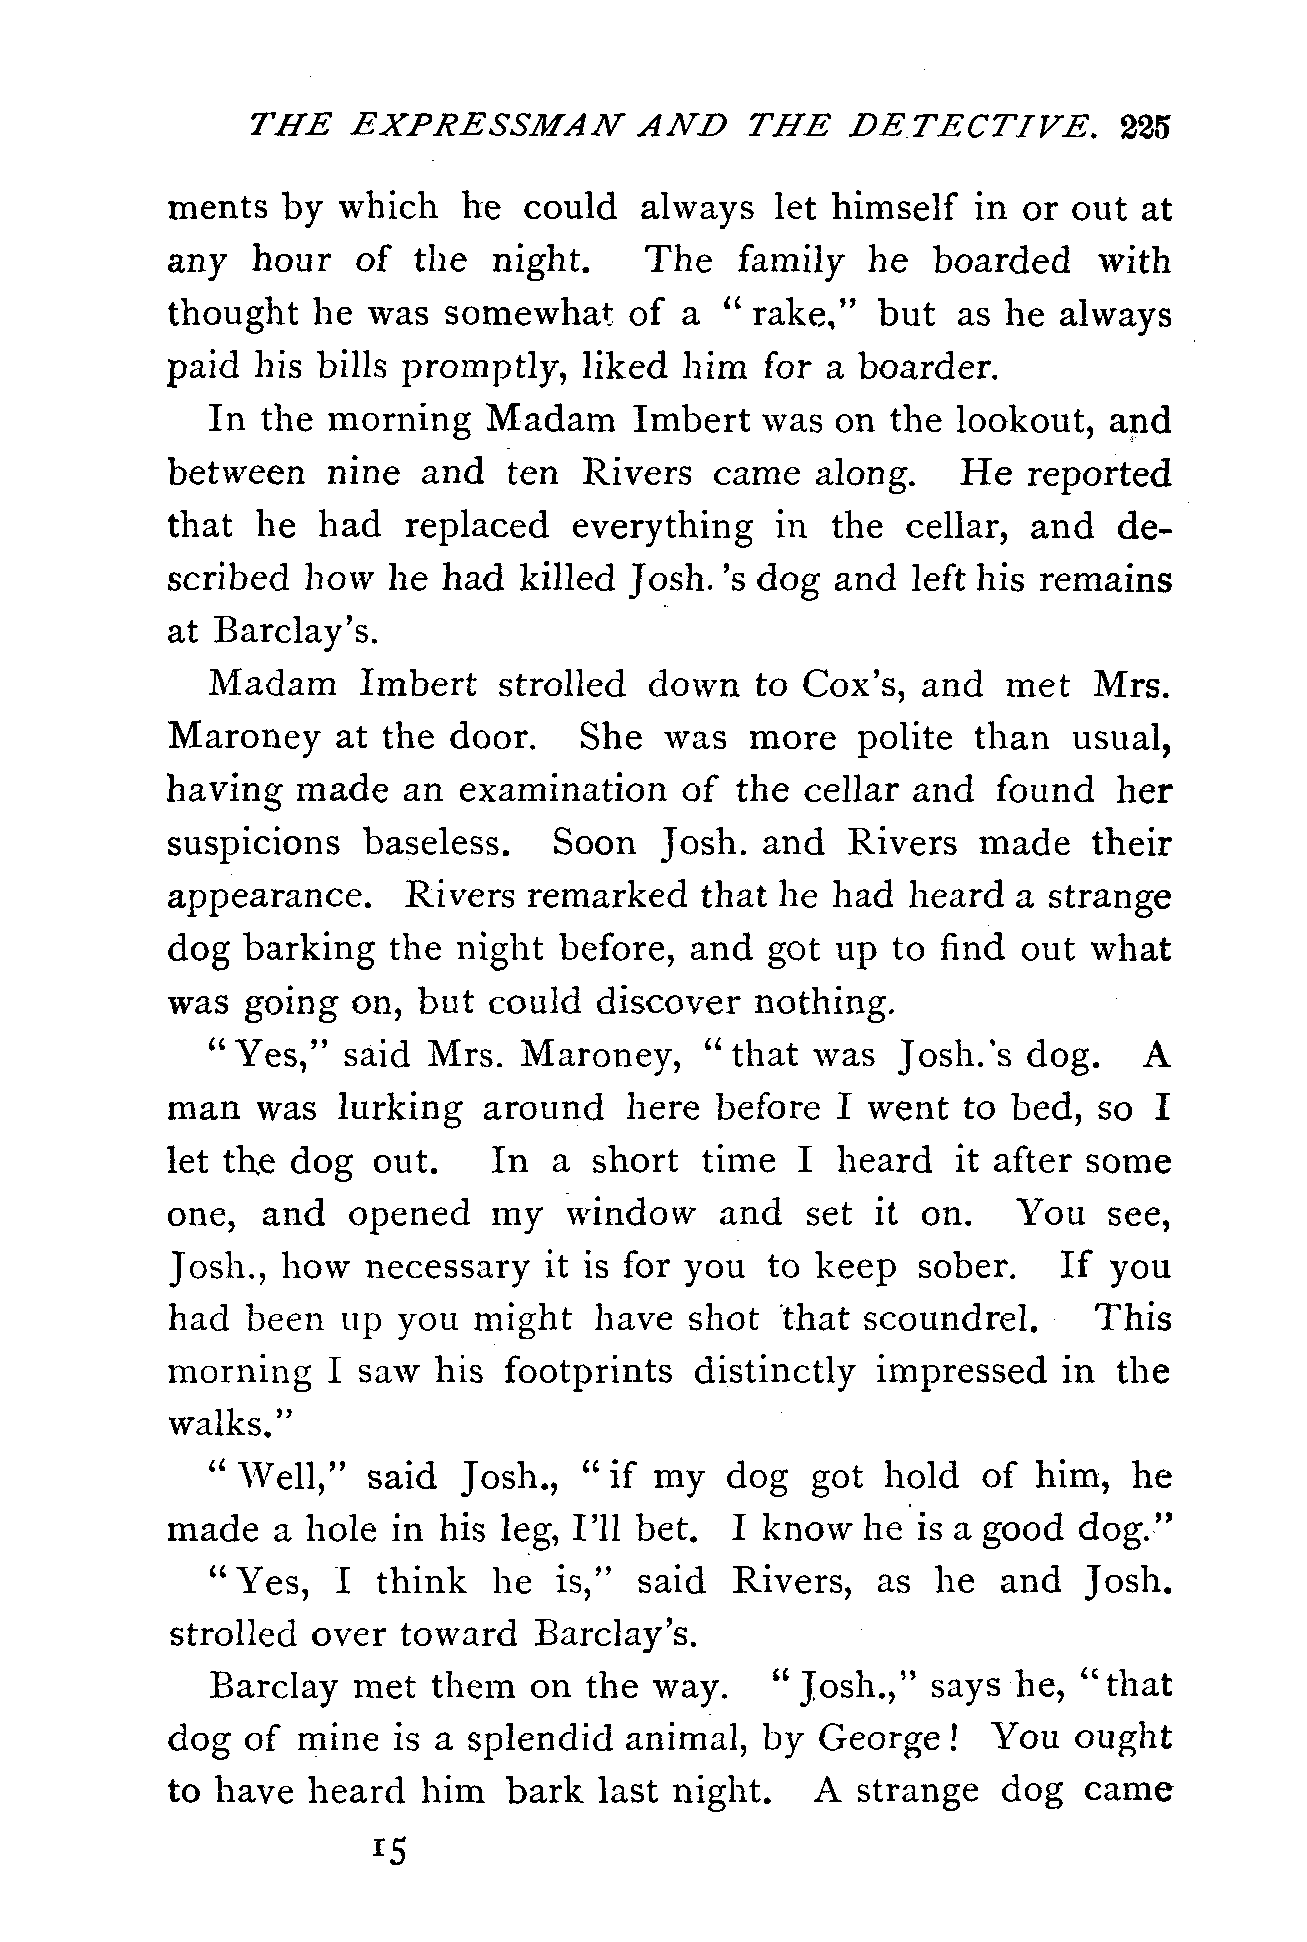 THE EXPRESSMAN AND THE DETECTIVE. 225
ments by which he could always let himself in or out at
any hour of the night. The family he boarded with
thought he was somewhat of a " rake," but as he always
paid his bills promptly, liked him for a boarder.
In the morning Madam Imbert was on the lookout, and
between nine and ten Rivers came along. He reported
that he had replaced everything in the cellar, and de-
scribed how he had killed Josh. 's dog and left his remains
at Barclay's.
Madam Imbert strolled down to Cox's, and met Mrs.
Maroney at the door. She was more polite than usual,
having made an examination of the cellar and found her
suspicions baseless. Soon Josh. and Rivers made their
appearance. Rivers remarked that he had heard a strange
dog barking the night before, and got up to find out what
was going on, but could discover nothing.
" Yes," said Mrs. Maroney, " that was Josh.'s dog. A
man was lurking around here before I went to bed, so I
let the dog out. In a short time I heard it after some
one, and opened my window and set it on. You see,
Josh., how necessary it is for you to keep sober. If you
had been up you might have shot that scoundrel. This
morning I saw his footprints distinctly impressed in the
walks."
" Well," said Josh., " if my dog got hold of him, he
made a hole in his leg, I'll bet. I know he is a good dog."
" Yes, I think he is," said Rivers, as he and Josh.
strolled over toward Barclay's.
Barclay met them on the way. " Josh.," says he, " that
dog of mine is a splendid animal, by George ! You ought
to have heard him bark last night. A strange dog came
15